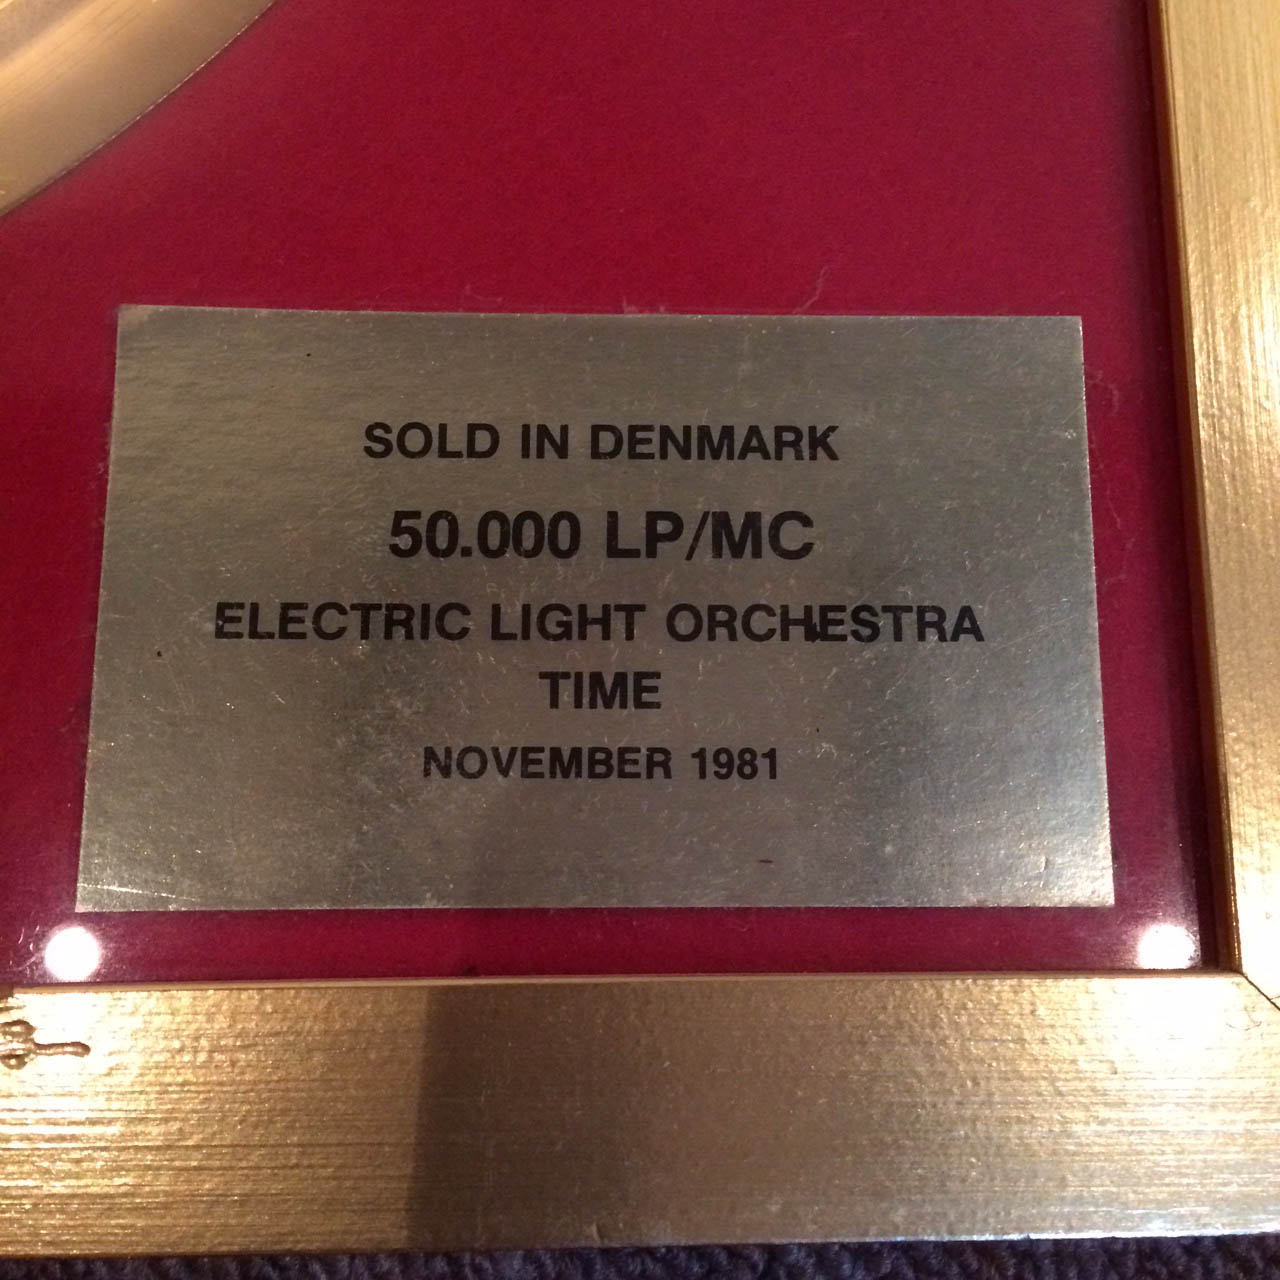 SOLD IN DENMARK
50.000 LP/MC
ELECTRIC LIGHT ORCHESTRA
TIME
NOVEMBER 1981